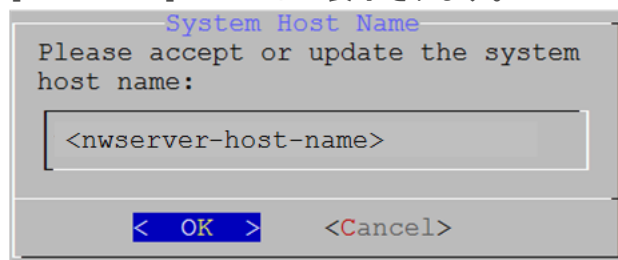 System Host Name
Please accept or update the system
host name:
<nwserver-host-name>
< OK > <Cancel>